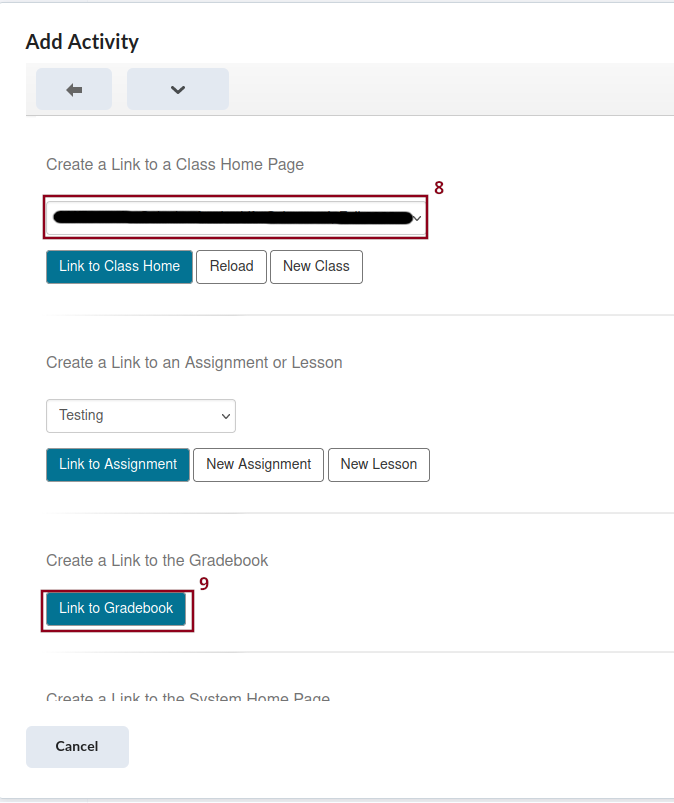 Add Activity
Create a Link to a Class Home Page
8
Link to Class Home Reload New Class
Create a Link to an Assignment or Lesson
Testing
Link to Assignment New Assignment New Lesson
Create a Link to the Gradebook
9
Link to Gradebook
Create a Link to the System Home Page
Cancel